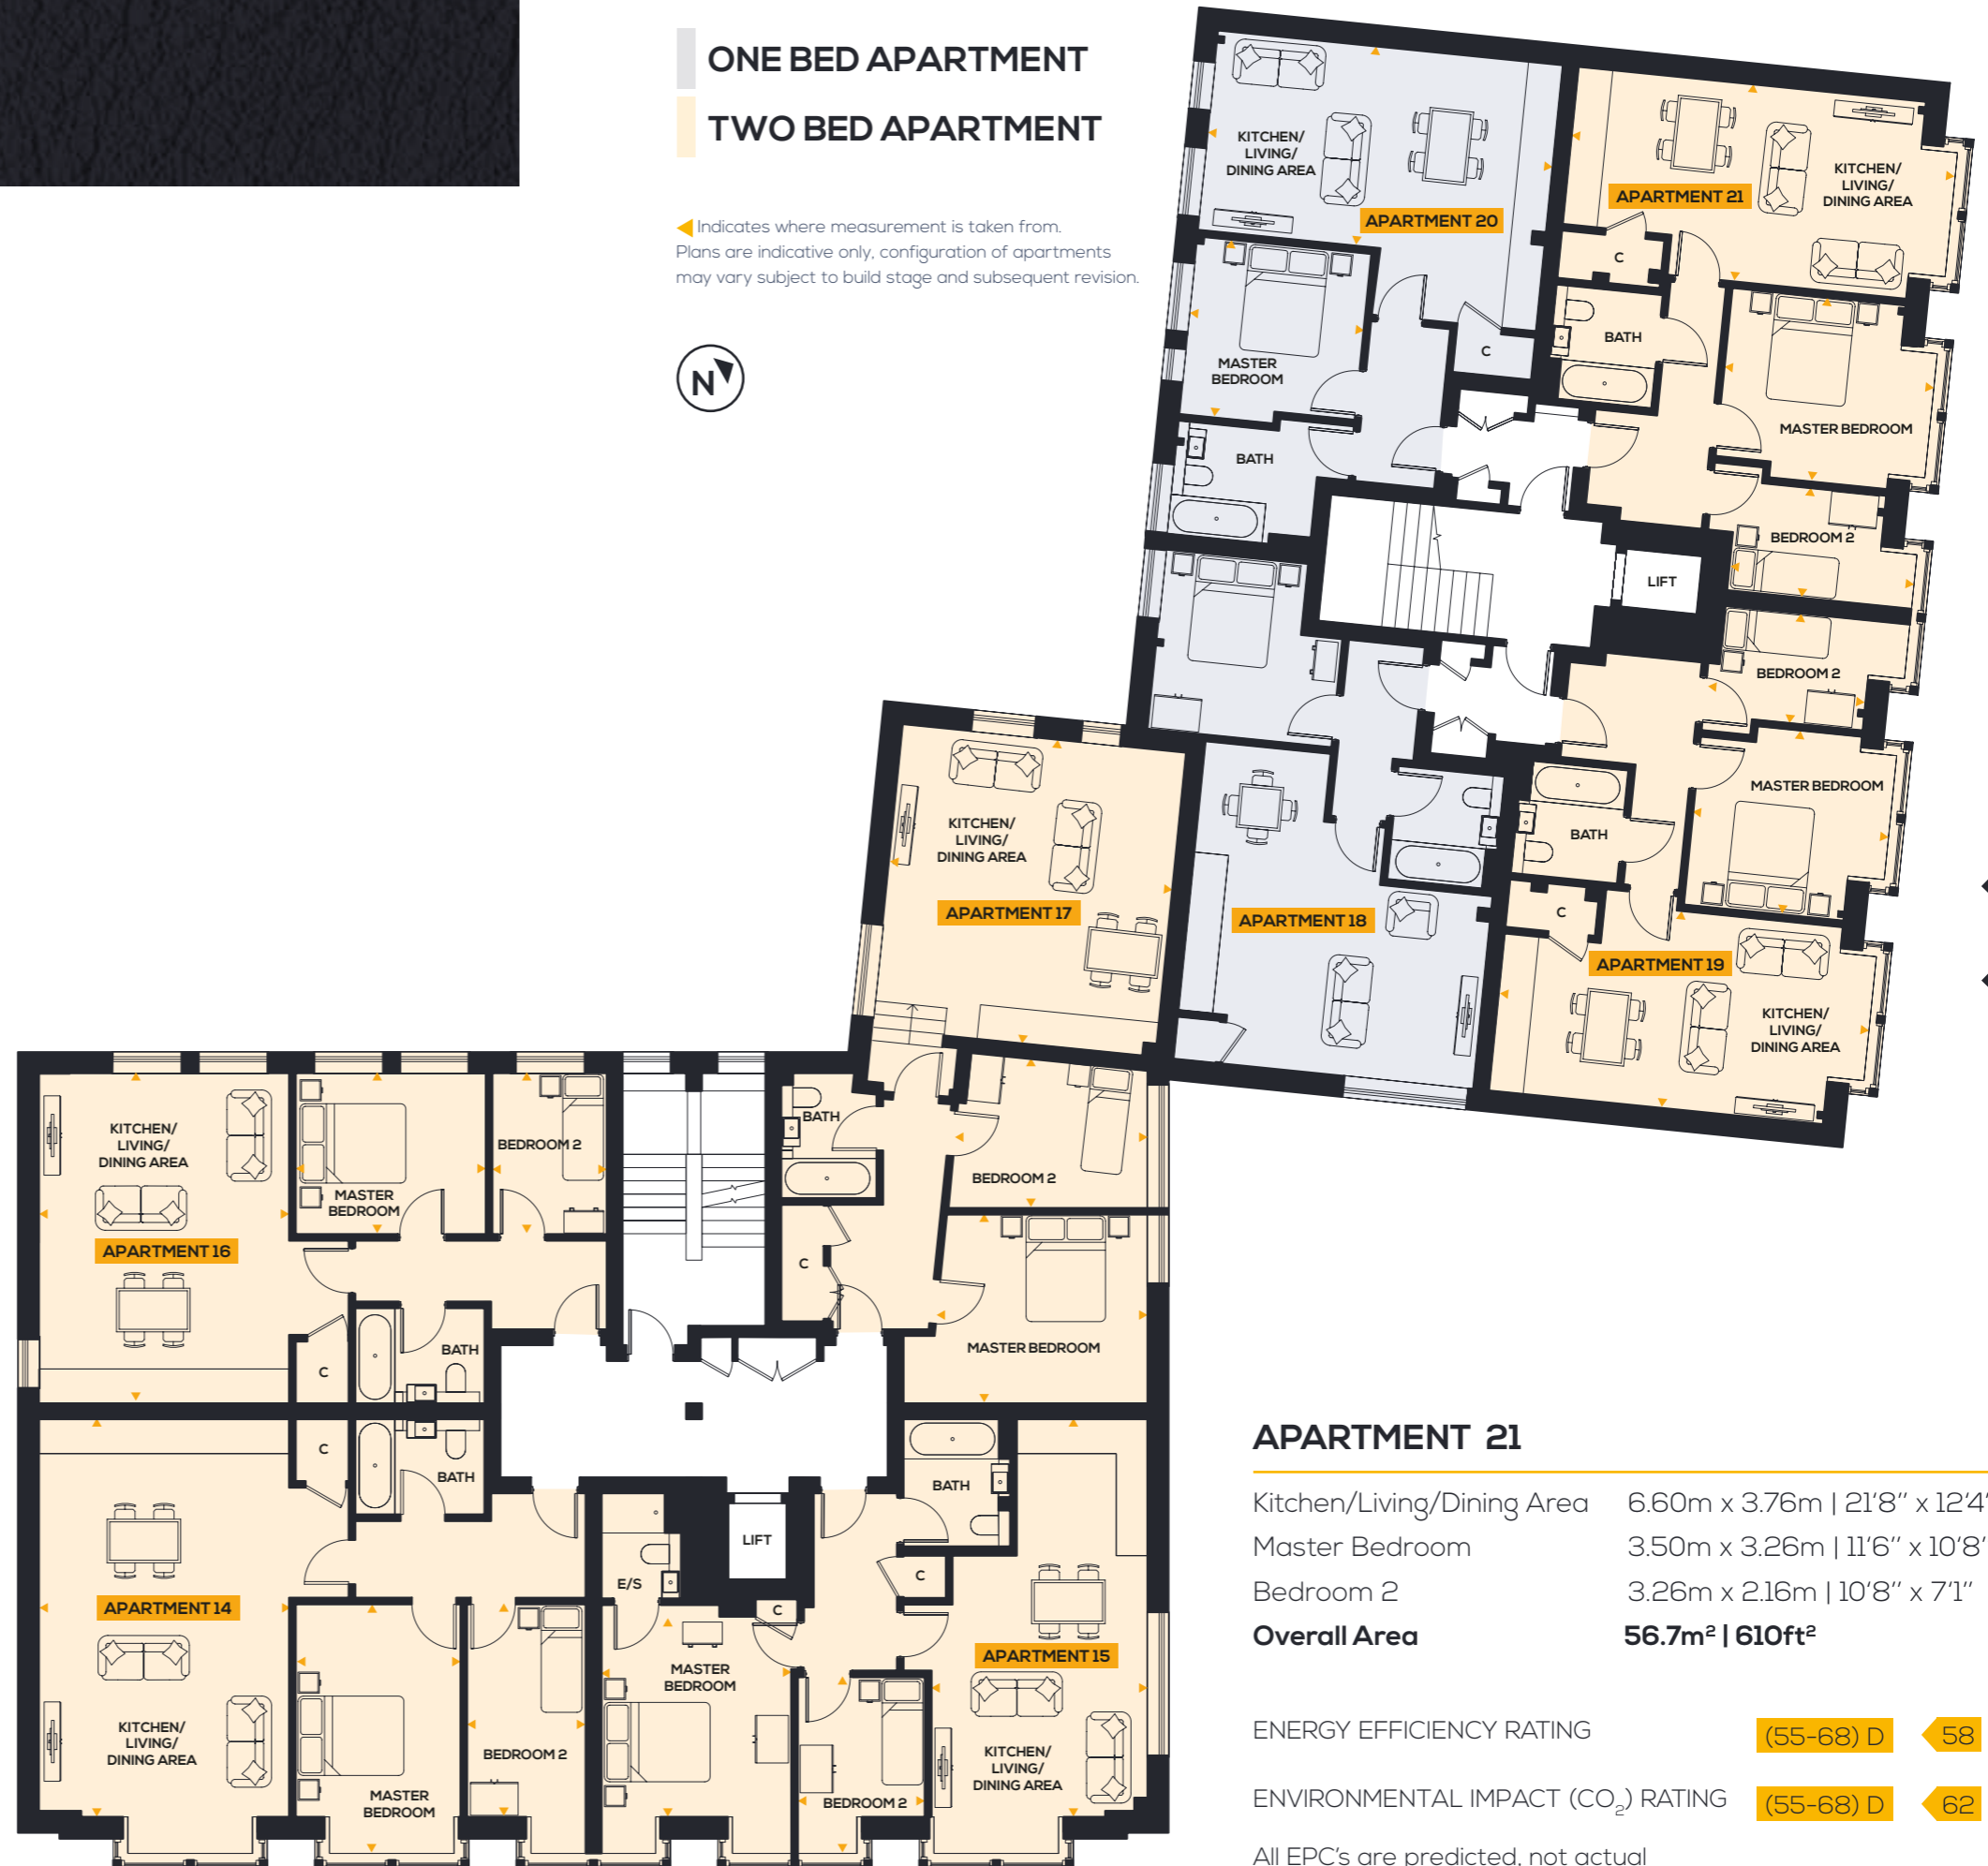 ONE BED APARTMENT
TWO BED APARTMENT
Indicates where measurement is taken from.
Plans are indicative only, configuration of apartments
may vary subject to build stage and subsequent revision.
N
KITCHEN/
LIVING/
DINING AREA
APARTMENT 20
MASTER
BEDROOM
C
BATH
KITCHEN/
LIVING/
DINING AREA
APARTMENT 21
C
BATH
MASTER BEDROOM
BEDROOM 2
LIFT
BEDROOM 2
MASTER BEDROOM
BATH
C
APARTMENT 19
KITCHEN/
LIVING/
DINING AREA
APARTMENT 18
KITCHEN/
LIVING/
DINING AREA
APARTMENT 17
BATH
BEDROOM 2
C
MASTER BEDROOM
KITCHEN/
LIVING/
DINING AREA
APARTMENT 16
MASTER
BEDROOM
BEDROOM 2
C
BATH
C
BATH
APARTMENT 14
KITCHEN/
LIVING/
DINING AREA
MASTER
BEDROOM
BEDROOM 2
E/S
LIFT
C
MASTER
BEDROOM
BEDROOM 2
BATH
C
APARTMENT 15
KITCHEN/
LIVING/
DINING AREA
APARTMENT 21
Kitchen/Living/Dining Area 6.60m x 3.76m | 21'8'' x 12'4'
Master Bedroom 3.50m x 3.26m | 11'6'' x 10'8'
Bedroom 2 3.26m x 2.16m | 10'8'' x 7'1''
Overall Area 56.7m² | 610ft²
ENERGY EFFICIENCY RATING (55-68) D 58
ENVIRONMENTAL IMPACT (CO₂) RATING (55-68) D 62
All EPC's are predicted, not actual